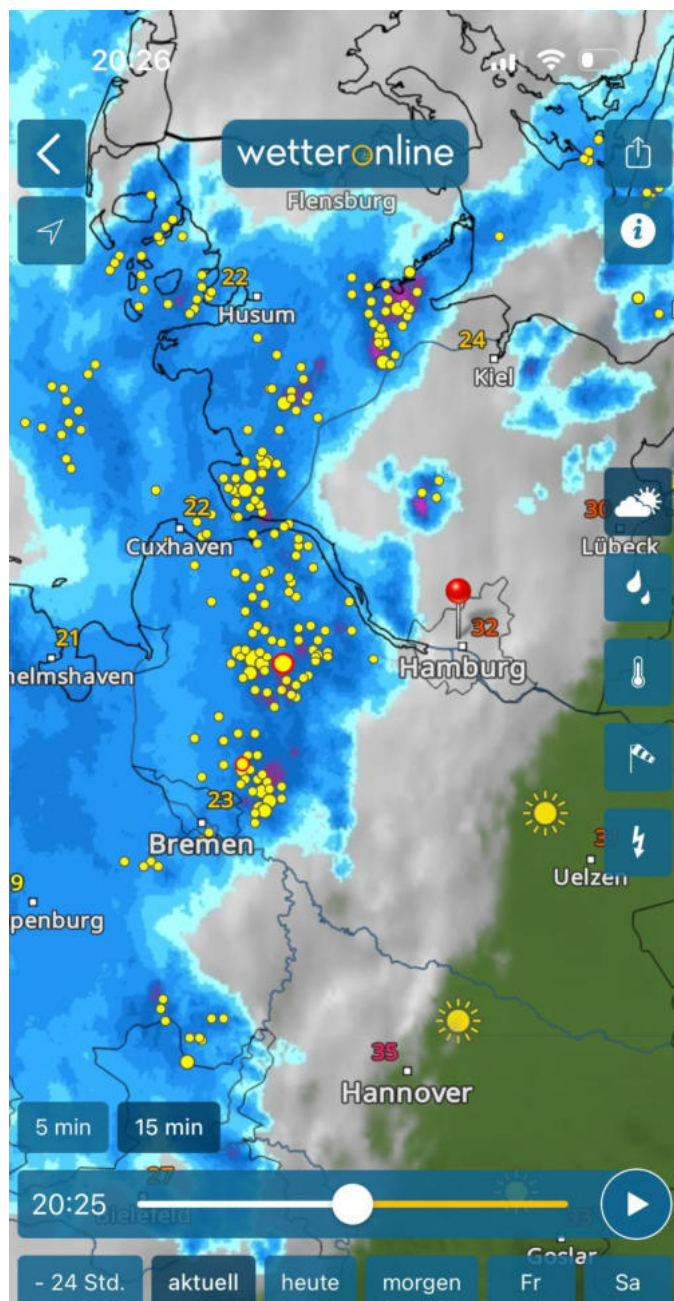 20:26
wetteronline
Flensburg
22
Husum
24
Kiel
22
Cuxhaven
30
Lübeck
21
helmshaven
32
Hamburg
23
Bremen
Uelzen
9
penburg
35
Hannover
5 min
15 min
27
20:25
Bielefeld
33
Goslar
- 24 Std.
aktuell
heute
morgen
Fr
Sa